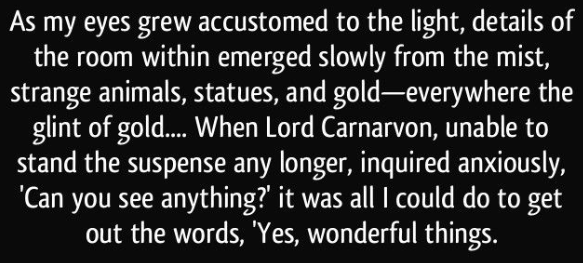 As my eyes grew accustomed to the light, details of
the room within emerged slowly from the mist,
strange animals, statues, and gold—everywhere the
glint of gold.... When Lord Carnarvon, unable to
stand the suspense any longer, inquired anxiously,
'Can you see anything?' it was all I could do to get
out the words, 'Yes, wonderful things.